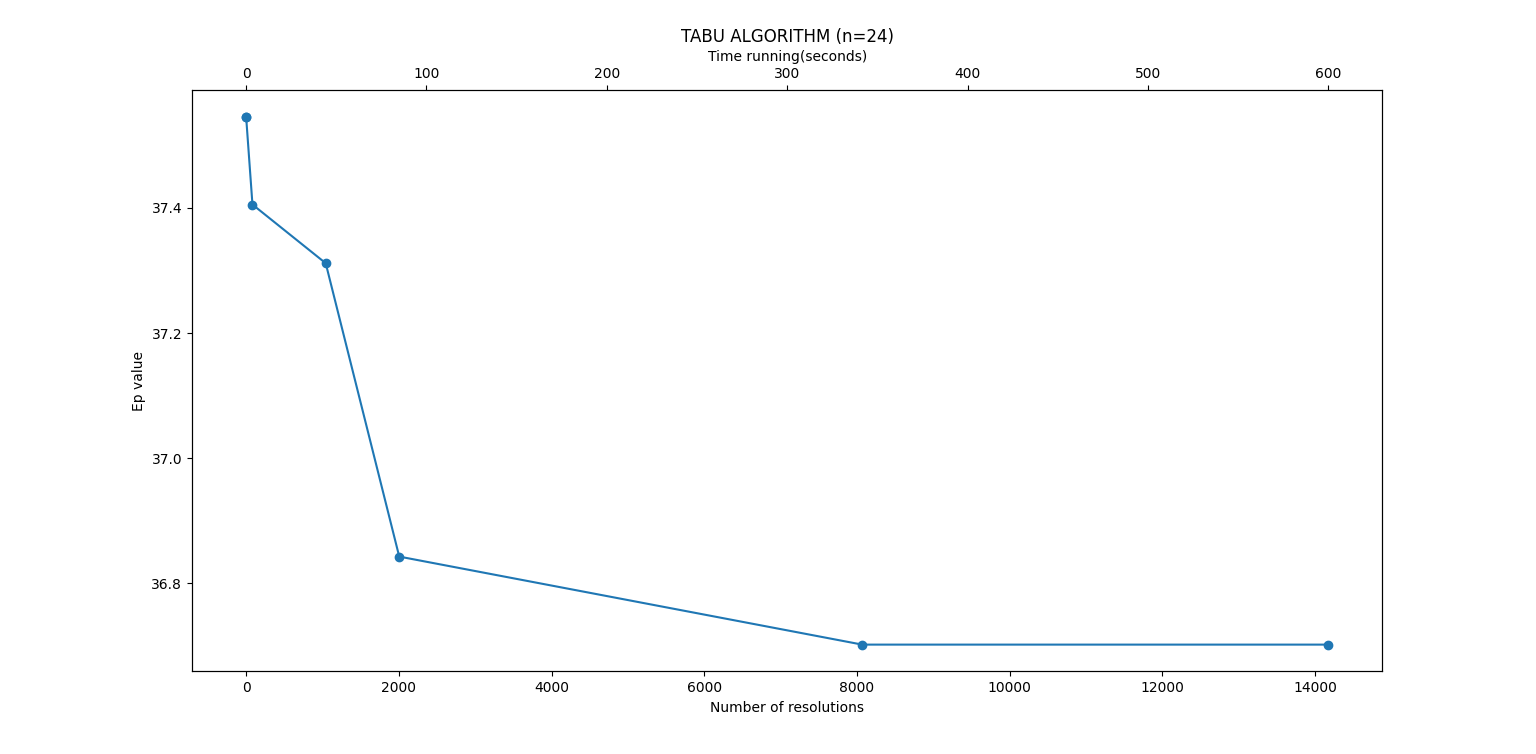 TABU ALGORITHM (n=24)
Time running(seconds)
0 100 200 300 400 500 600
37.4
37.2
37.0
36.8
Ep value
0 2000 4000 6000 8000 10000 12000 14000
Number of resolutions